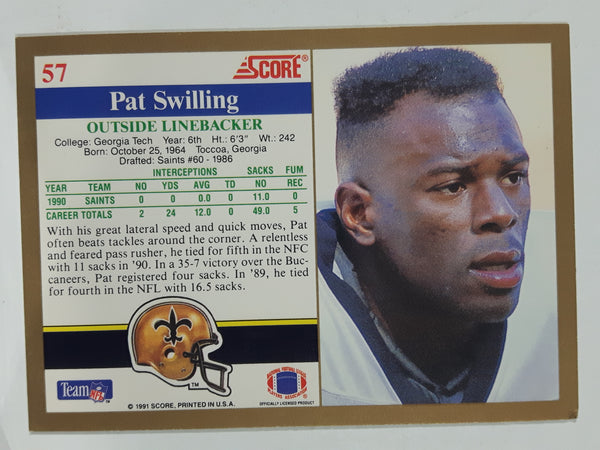 57
SCORE®
Pat Swilling
OUTSIDE LINEBACKER
College: Georgia Tech Year: 6th Ht.: 6'3" Wt.: 242
Born: October 25, 1964 Toccoa, Georgia
Drafted: Saints #60 - 1986
INTERCEPTIONS SACKS FUM
YEAR TEAM NO YDS AVG TD NO REC
1990 SAINTS 0 0 0.0 0 11.0 0
CAREER TOTALS 2 24 12.0 0 49.0 5
With his great lateral speed and quick moves, Pat
often beats tackles around the corner. A relentless
and feared pass rusher, he tied for fifth in the NFC
with 11 sacks in '90. In a 35-7 victory over the Buc-
caneers, Pat registered four sacks. In '89, he tied
for fourth in the NFL with 16.5 sacks.
TM
Team NFL
© 1991 SCORE, PRINTED IN U.S.A.
OFFICIALLY LICENSED PRODUCT